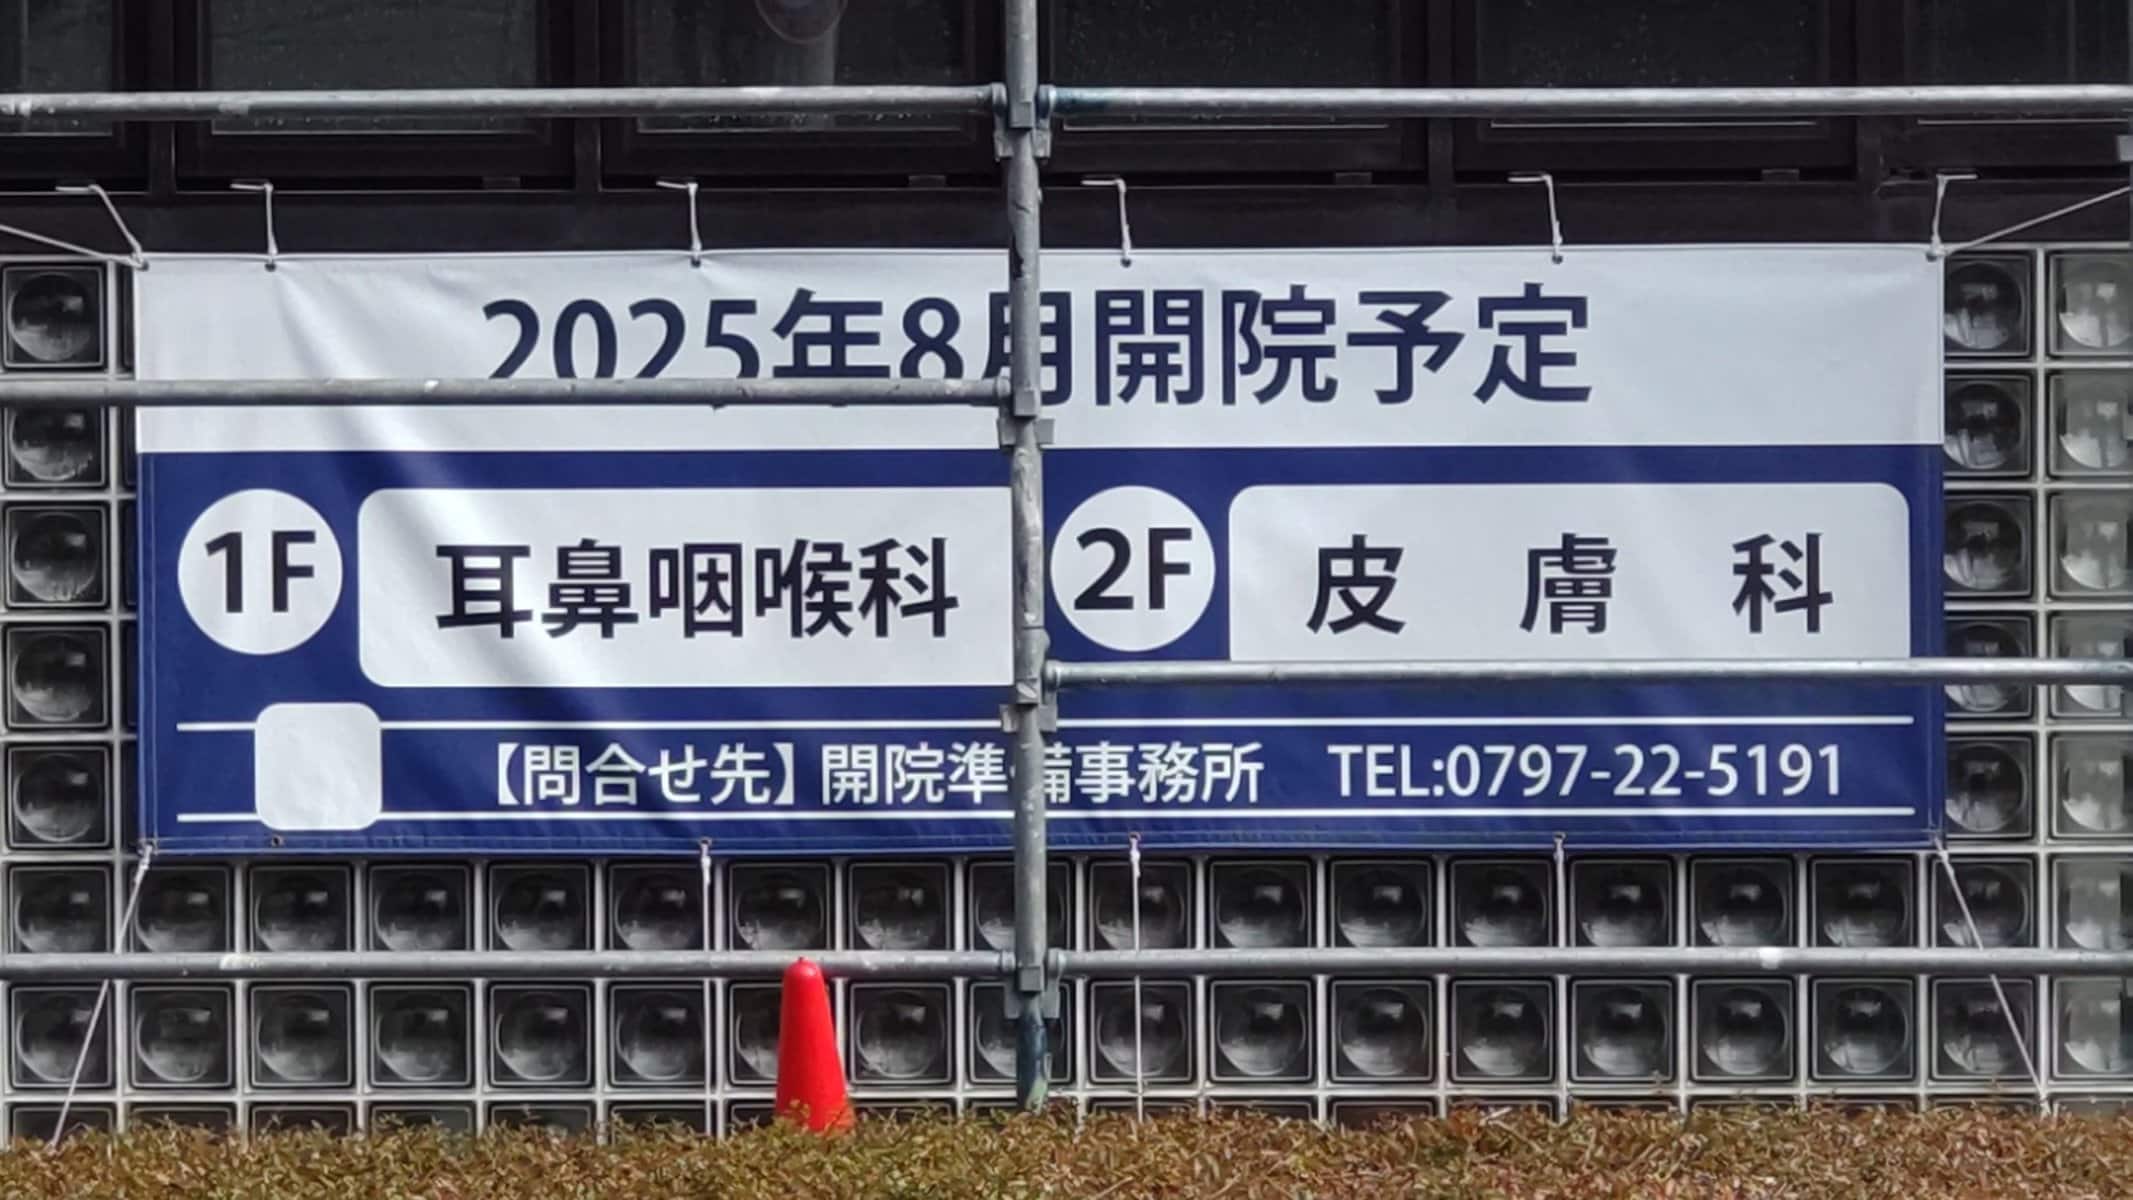 2025年8月開院予定
1F 耳鼻咽喉科 2F 皮膚科
【問合せ先】開院準備事務所 TEL:0797-22-5191